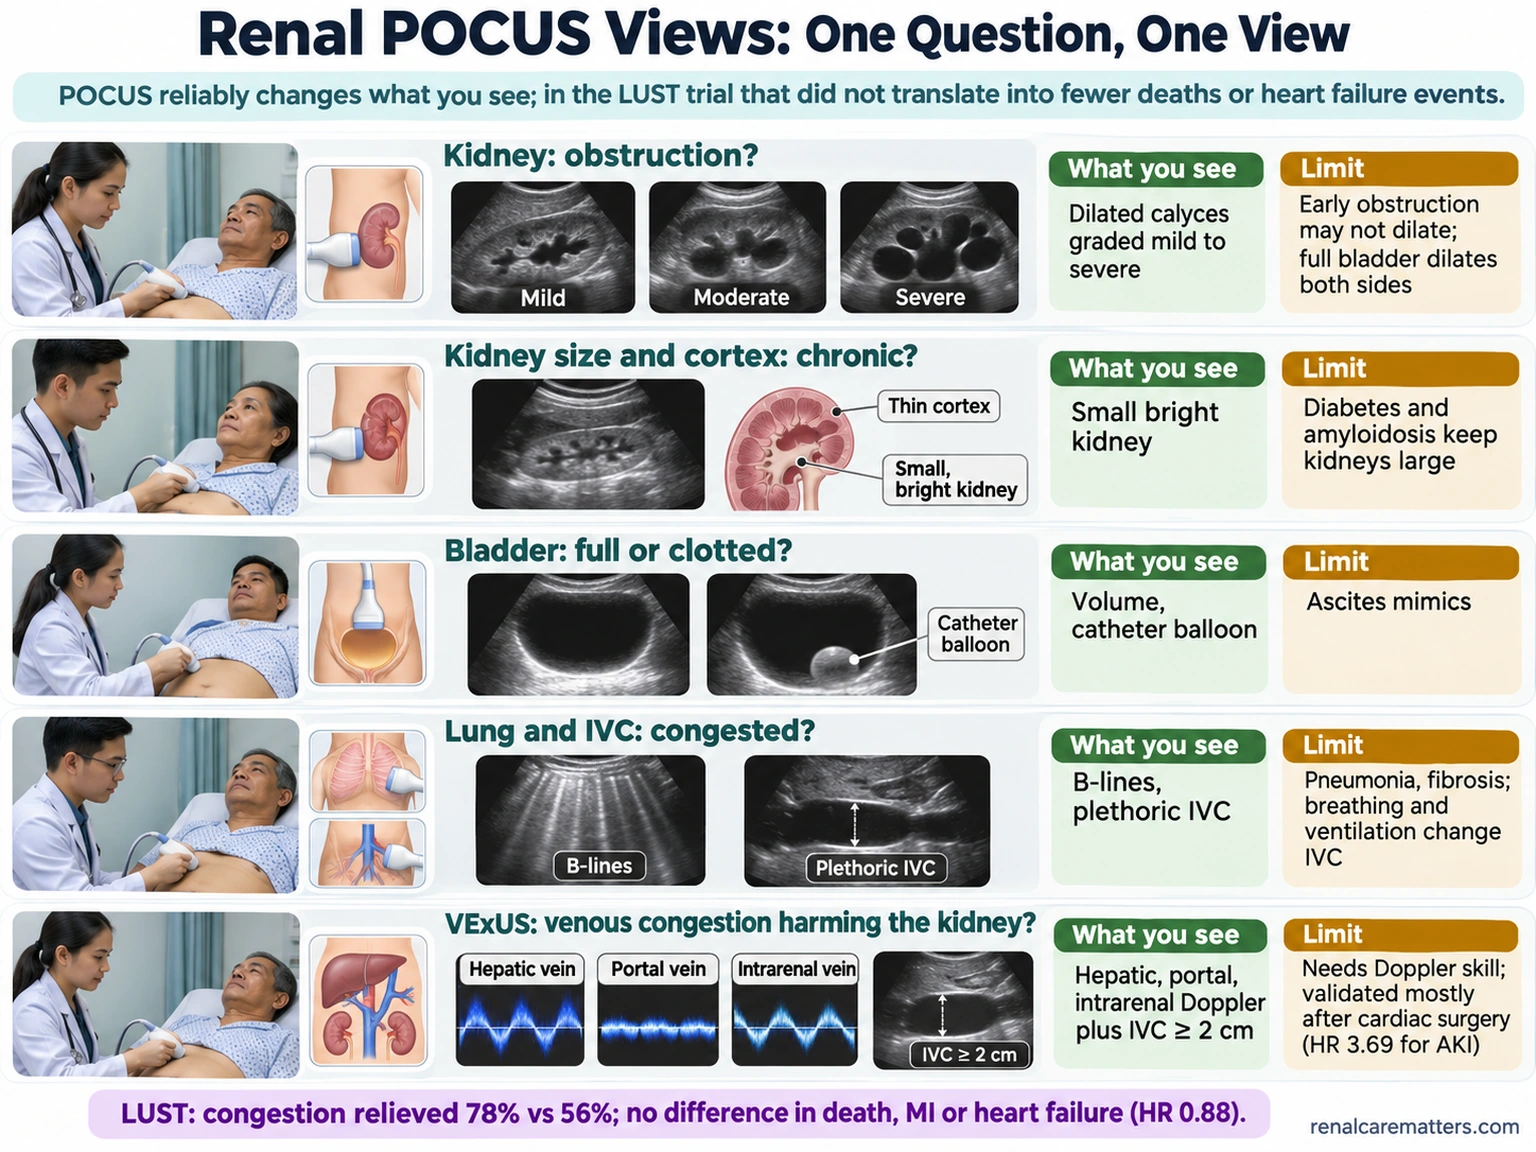 Renal POCUS Views: One Question, One View
POCUS reliably changes what you see; in the LUST trial that did not translate into fewer deaths or heart failure events.
Kidney: obstruction?
Mild
Moderate
Severe
What you see
Dilated calyces
graded mild to
severe
Limit
Early obstruction
may not dilate;
full bladder dilates
both sides
Kidney size and cortex: chronic?
Thin cortex
Small,
bright kidney
What you see
Small bright
kidney
Limit
Diabetes and
amyloidosis keep
kidneys large
Bladder: full or clotted?
Catheter
balloon
What you see
Volume,
catheter balloon
Limit
Ascites mimics
Lung and IVC: congested?
B-lines
Plethoric IVC
What you see
B-lines,
plethoric IVC
Limit
Pneumonia, fibrosis;
breathing and
ventilation change
IVC
VExUS: venous congestion harming the kidney?
Hepatic vein
Portal vein
Intrarenal vein
IVC ≥ 2 cm
What you see
Hepatic, portal,
intrarenal Doppler
plus IVC ≥ 2 cm
Limit
Needs Doppler skill;
validated mostly
after cardiac surgery
(HR 3.69 for AKI)
LUST: congestion relieved 78% vs 56%; no difference in death, MI or heart failure (HR 0.88).
renalcarematters.com